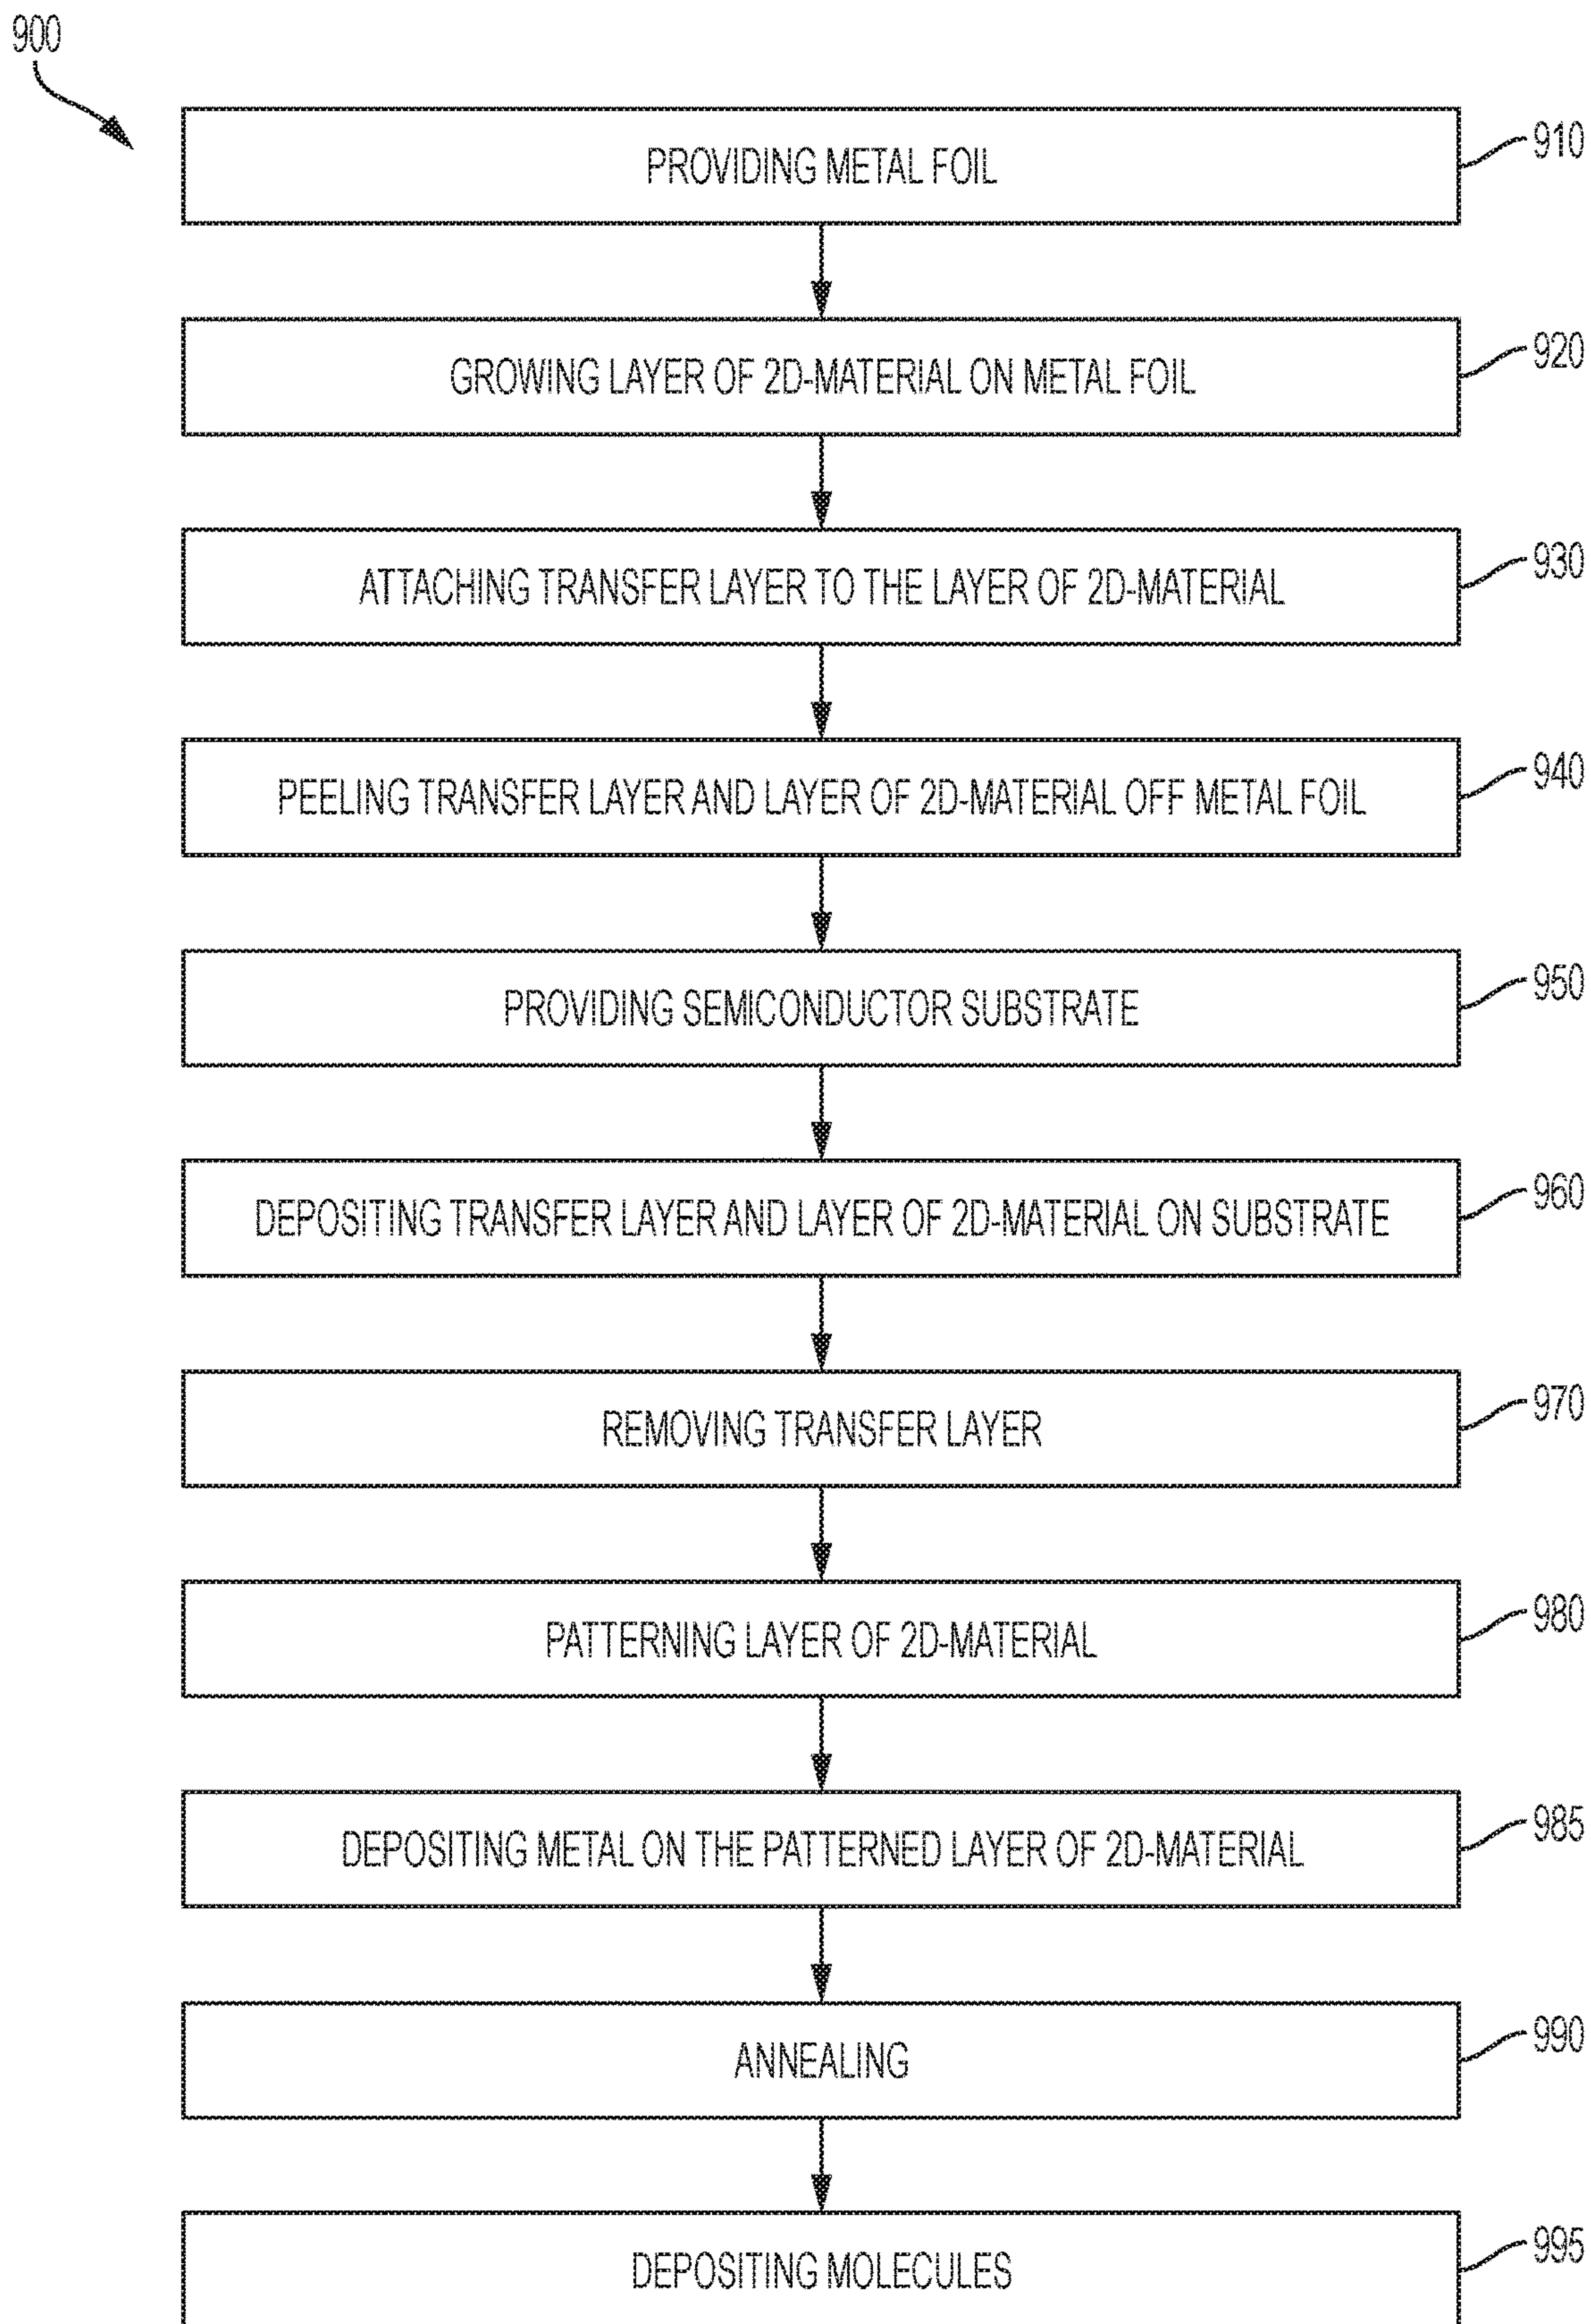 900
PROVIDING METAL FOIL 910
GROWING LAYER OF 2D-MATERIAL ON METAL FOIL 920
ATTACHING TRANSFER LAYER TO THE LAYER OF 2D-MATERIAL 930
PEELING TRANSFER LAYER AND LAYER OF 2D-MATERIAL OFF METAL FOIL 940
PROVIDING SEMICONDUCTOR SUBSTRATE 950
DEPOSITING TRANSFER LAYER AND LAYER OF 2D-MATERIAL ON SUBSTRATE 960
REMOVING TRANSFER LAYER 970
PATTERNING LAYER OF 2D-MATERIAL 980
DEPOSITING METAL ON THE PATTERNED LAYER OF 2D-MATERIAL 985
ANNEALING 990
DEPOSITING MOLECULES 995